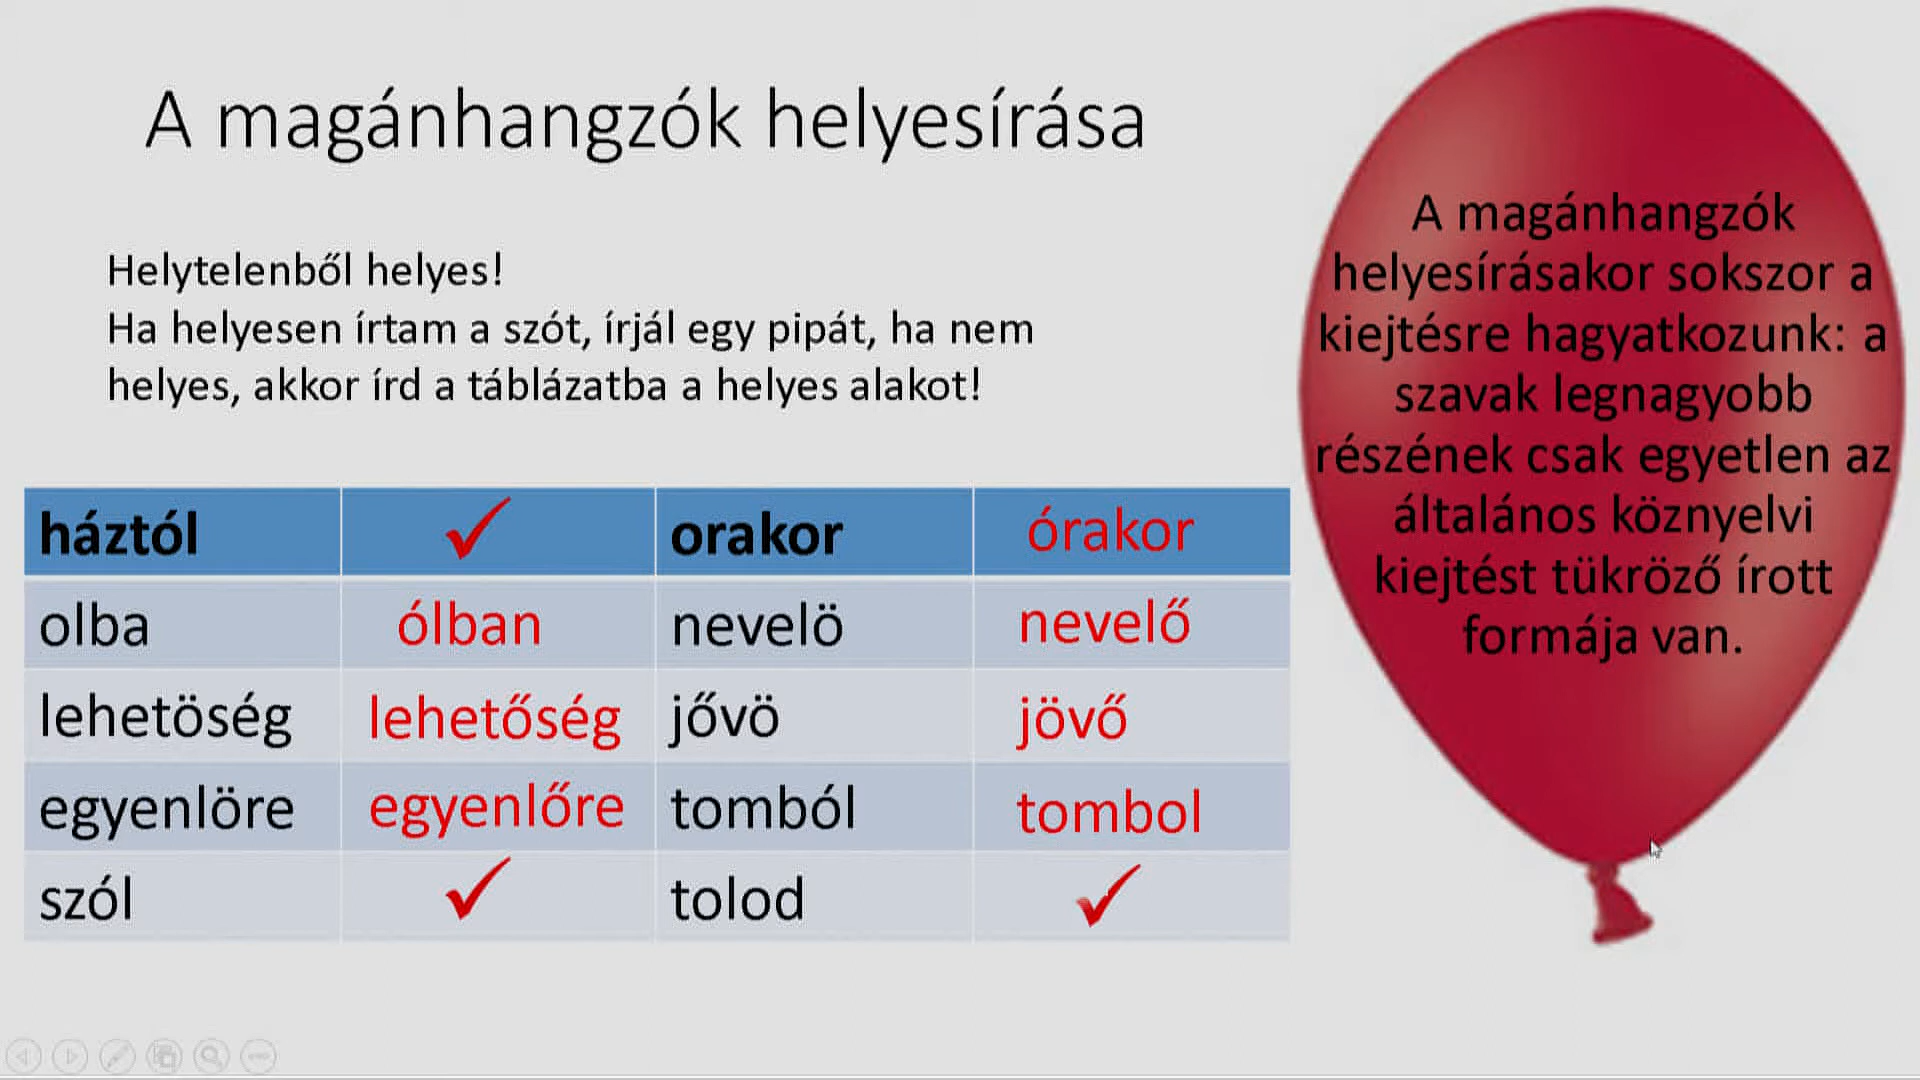 A magánhangzók helyesírása
Helytelenből helyes!
Ha helyesen írtam a szót, írjál egy pipát, ha nem
helyes, akkor írd a táblázatba a helyes alakot!
háztól ✓ orakor órakor
olba ólban nevelö nevelő
lehetöség lehetőség jővö jövő
egyenlöre egyenlőre tomból tombol
szól ✓ tolod ✓
A magánhangzók
helyesírásakor sokszor a
kiejtésre hagyatkozunk: a
szavak legnagyobb
részének csak egyetlen az
általános köznyelvi
kiejtést tükröző írott
formája van.